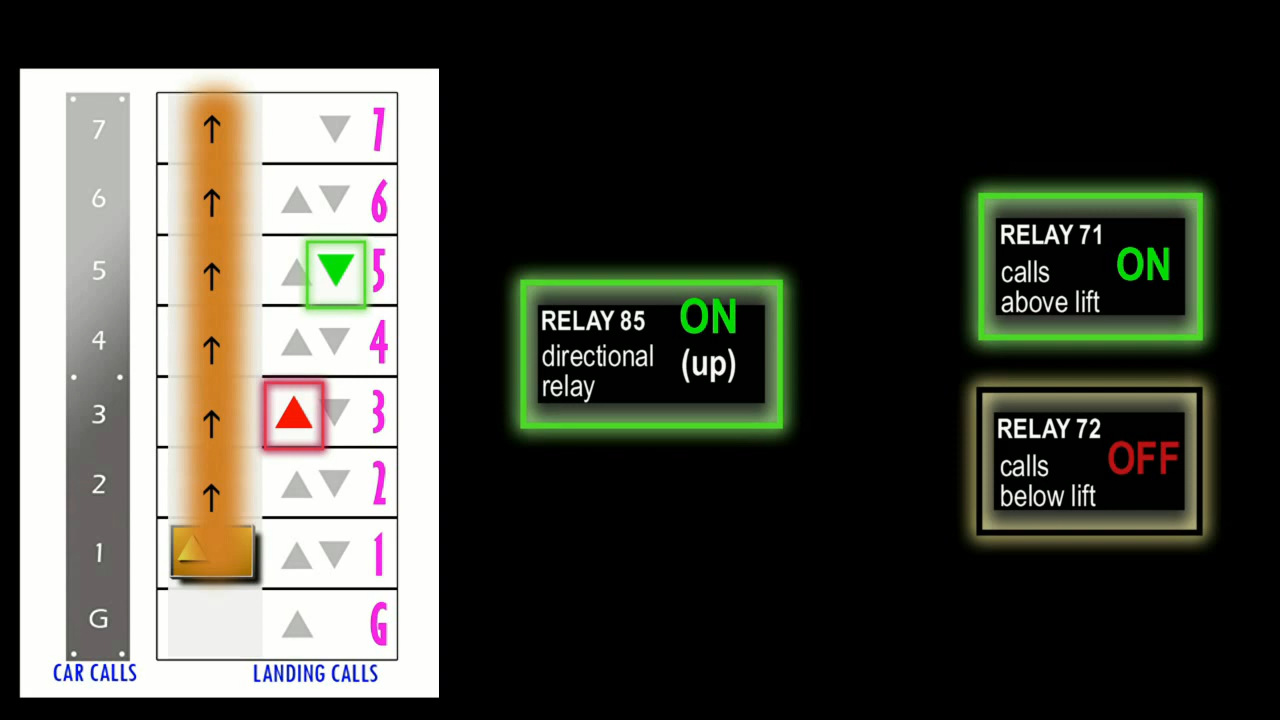 7
6
5
4
3
2
1
G
CAR CALLS
↑
↑
↑
↑
↑
↑
7
6
5
4
3
2
1
G
LANDING CALLS
RELAY 85 ON
directional (up)
relay
RELAY 71
calls ON
above lift
RELAY 72
calls OFF
below lift